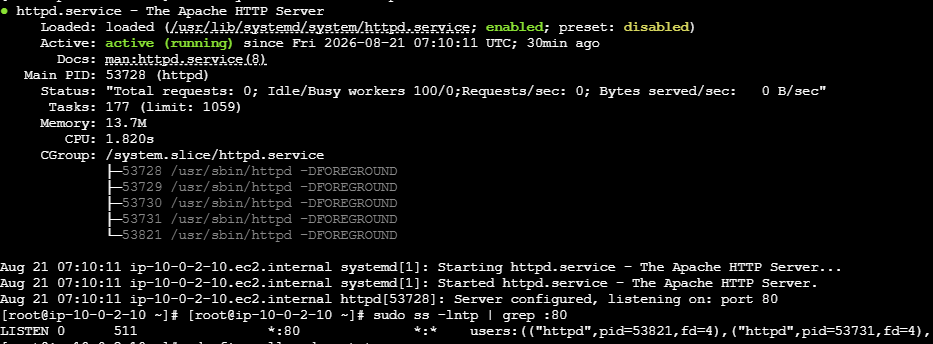 ● httpd.service - The Apache HTTP Server
Loaded: loaded (/usr/lib/systemd/system/httpd.service; enabled; preset: disabled)
Active: active (running) since Fri 2026-08-21 07:10:11 UTC; 30min ago
Docs: man:httpd.service(8)
Main PID: 53728 (httpd)
Status: "Total requests: 0; Idle/Busy workers 100/0;Requests/sec: 0; Bytes served/sec:   0 B/sec"
Tasks: 177 (limit: 1059)
Memory: 13.7M
CPU: 1.820s
CGroup: /system.slice/httpd.service
├─53728 /usr/sbin/httpd -DFOREGROUND
├─53729 /usr/sbin/httpd -DFOREGROUND
├─53730 /usr/sbin/httpd -DFOREGROUND
├─53731 /usr/sbin/httpd -DFOREGROUND
└─53821 /usr/sbin/httpd -DFOREGROUND
Aug 21 07:10:11 ip-10-0-2-10.ec2.internal systemd[1]: Starting httpd.service - The Apache HTTP Server...
Aug 21 07:10:11 ip-10-0-2-10.ec2.internal systemd[1]: Started httpd.service - The Apache HTTP Server.
Aug 21 07:10:11 ip-10-0-2-10.ec2.internal httpd[53728]: Server configured, listening on: port 80
[root@ip-10-0-2-10 ~]# [root@ip-10-0-2-10 ~]# sudo ss -lntp | grep :80
LISTEN 0      511                *:80               *:*    users:(("httpd",pid=53821,fd=4),("httpd",pid=53731,fd=4),